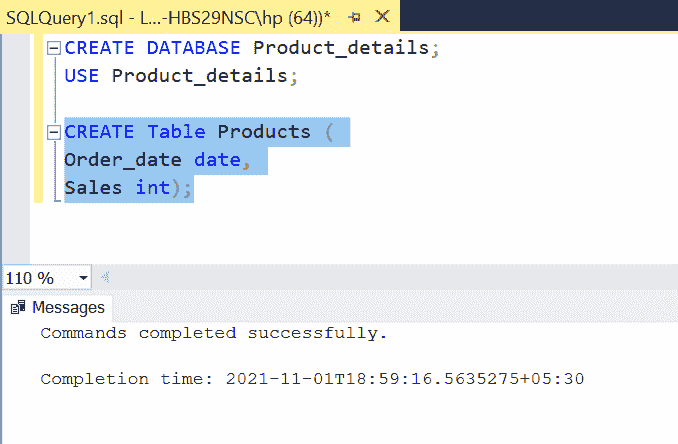 SQLQuery1.sql - L...-HBS29NSC\hp (64))*
CREATE DATABASE Product_details;
USE Product_details;
CREATE Table Products (
Order_date date,
Sales int);
110 %
Messages
Commands completed successfully.
Completion time: 2021-11-01T18:59:16.5635275+05:30